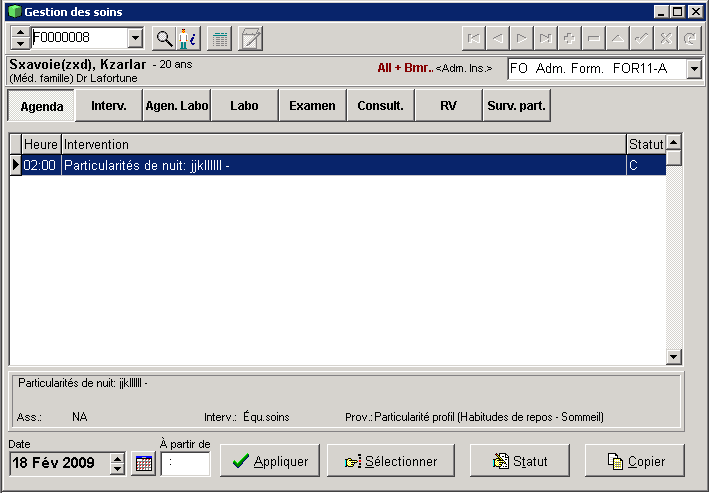 Gestion des soins
F0000008
Sxavoie(zxd), Kzarlar - 20 ans
All + Bmr.. <Adm. Ins.>
FO Adm. Form. FOR11-A
(Méd. famille) Dr Lafortune
Agenda Interv. Agen. Labo Labo Examen Consult. RV Surv. part.
Heure Intervention Statut
02:00 Particularités de nuit: jjkllllll - C
Particularités de nuit: jjkllllll -
Ass.: NA Interv.: Équ.soins Prov.: Particularité profil (Habitudes de repos - Sommeil)
Date À partir de
18 Fév 2009 : Appliquer Sélectionner Statut Copier